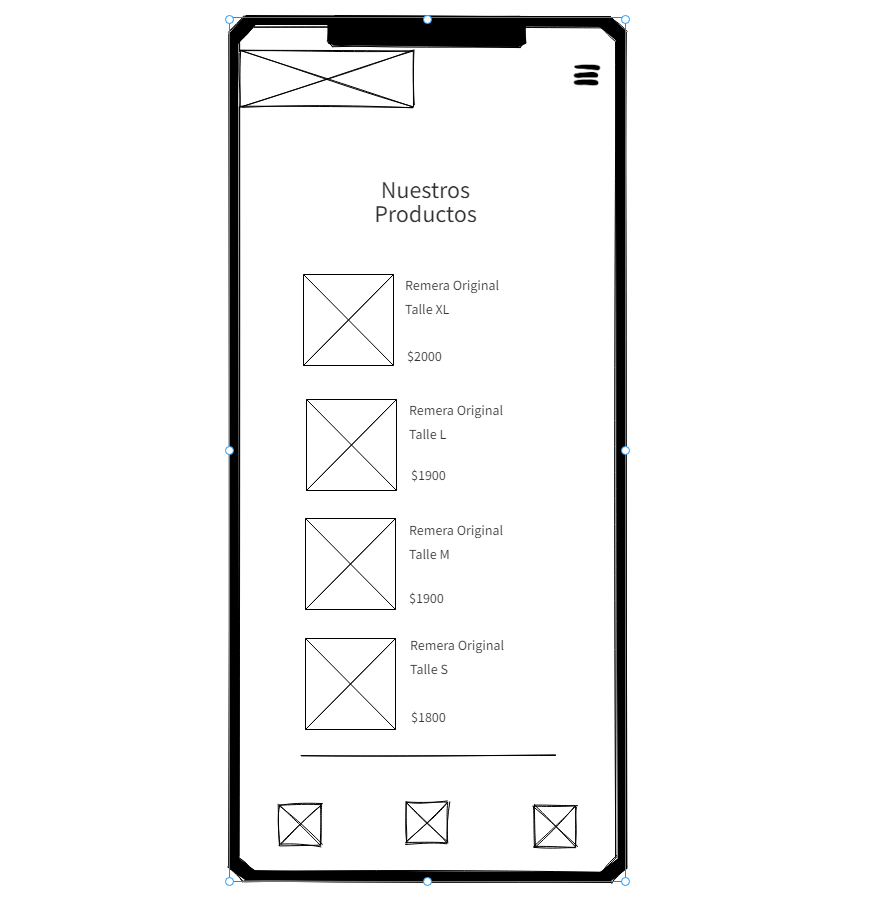 Nuestros
Productos
Remera Original
Talle XL
$2000
Remera Original
Talle L
$1900
Remera Original
Talle M
$1900
Remera Original
Talle S
$1800